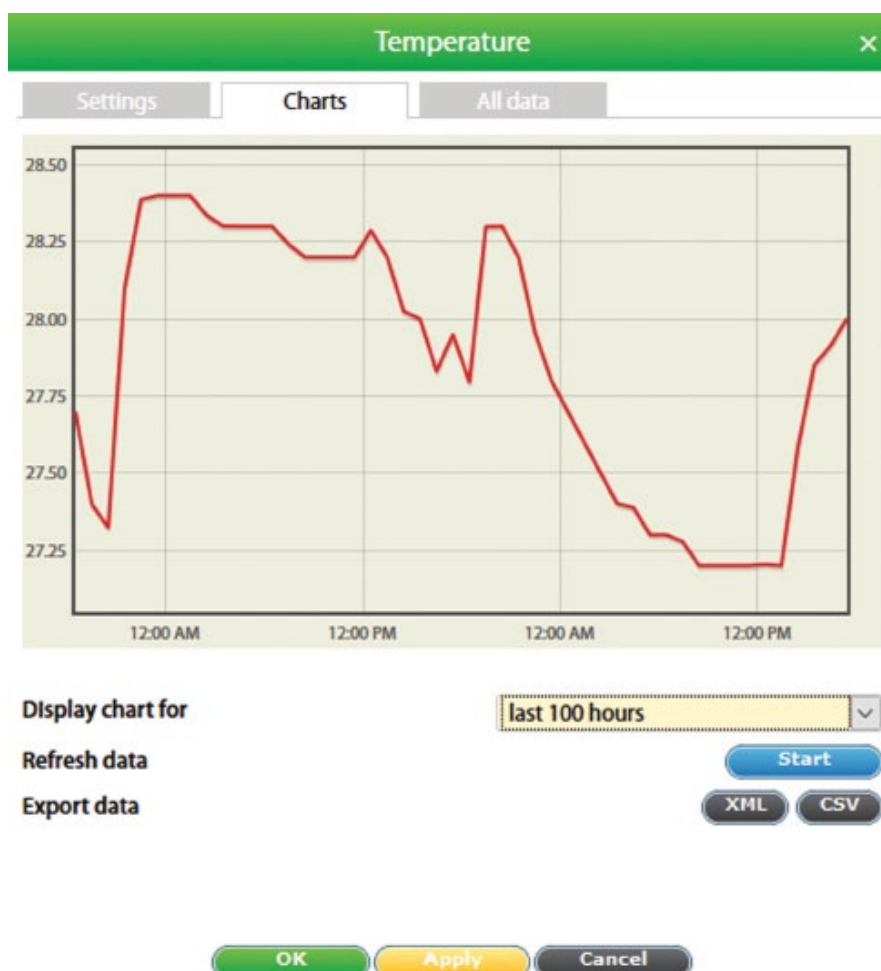 Temperature ×
Settings Charts All data
28.50
28.25
28.00
27.75
27.50
27.25
12:00 AM 12:00 PM 12:00 AM 12:00 PM
DIsplay chart for last 100 hours
Refresh data Start
Export data XML CSV
OK Apply Cancel